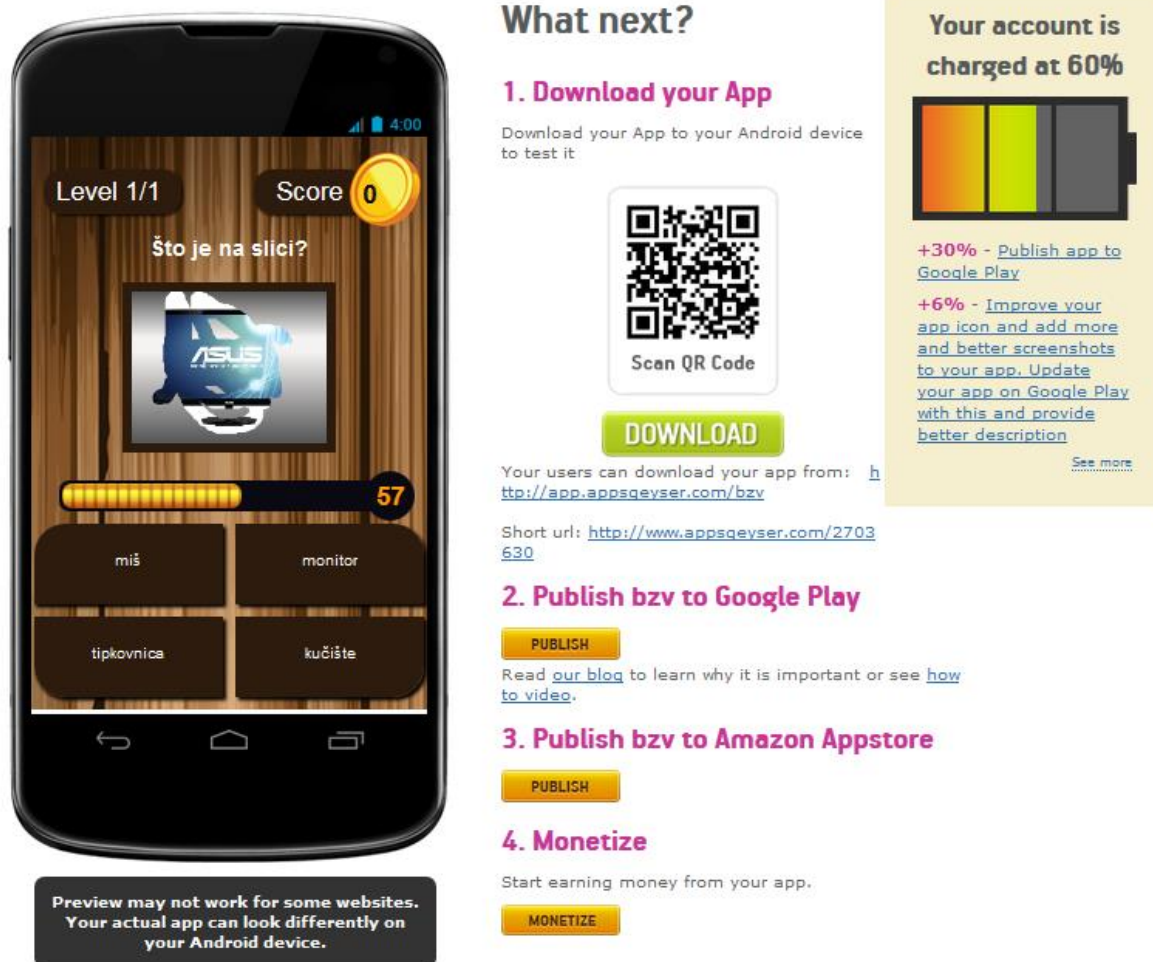 4:00
Level 1/1
Score 0
Što je na slici?
ASUS
57
miš
monitor
tipkovnica
kučište
Preview may not work for some websites.
Your actual app can look differently on
your Android device.
What next?
1. Download your App
Download your App to your Android device
to test it
Scan QR Code
DOWNLOAD
Your users can download your app from: h
ttp://app.appsgeyser.com/bzv
Short url: http://www.appsgeyser.com/2703
630
2. Publish bzv to Google Play
PUBLISH
Read our blog to learn why it is important or see how
to video.
3. Publish bzv to Amazon Appstore
PUBLISH
4. Monetize
Start earning money from your app.
MONETIZE
Your account is
charged at 60%
+30% - Publish app to
Google Play
+6% - Improve your
app icon and add more
and better screenshots
to your app. Update
your app on Google Play
with this and provide
better description
See more